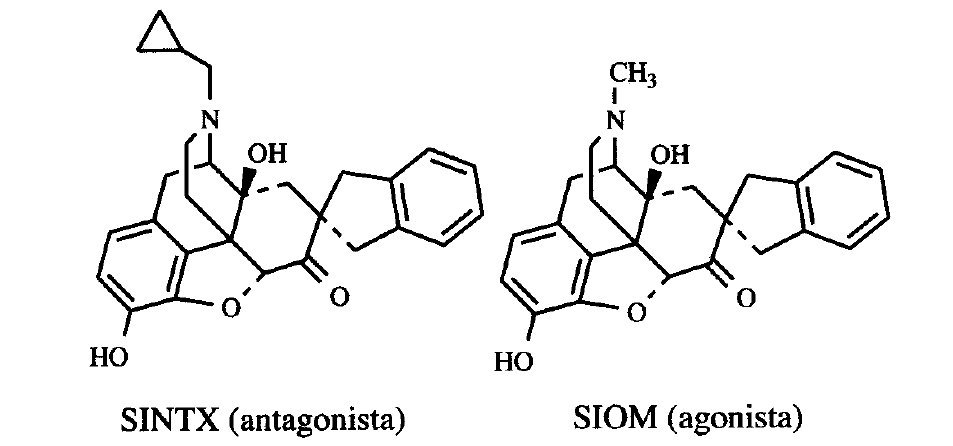 N
OH
O
O
HO
SINTX (antagonista)
CH₃
N
OH
O
O
HO
SIOM (agonista)